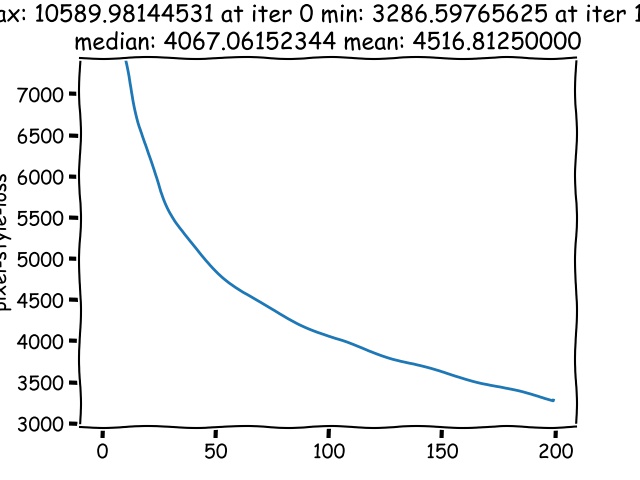 ax: 10589.98144531 at iter 0 min: 3286.59765625 at iter 1
median: 4067.06152344 mean: 4516.81250000
pixel-style-loss
7000
6500
6000
5500
5000
4500
4000
3500
3000
0 50 100 150 200